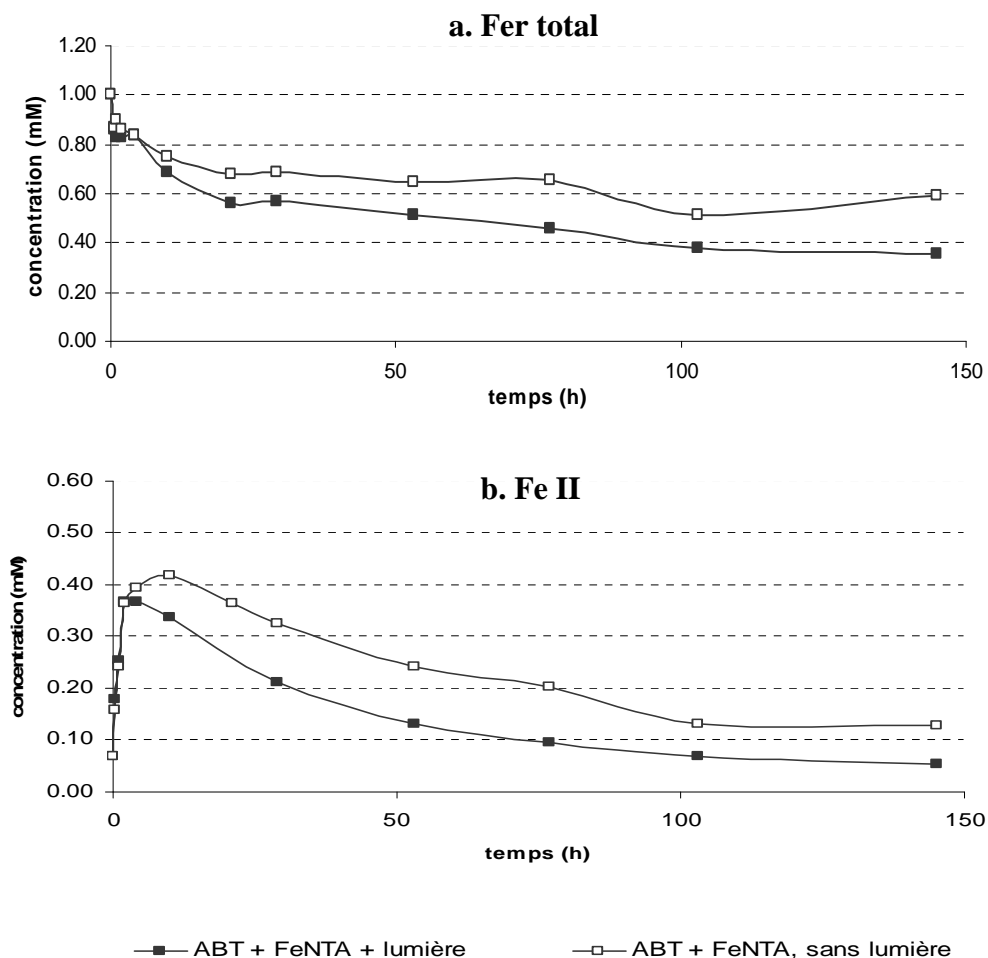 a. Fer total
1.20
1.00
0.80
0.60
0.40
0.20
0.00
concentration (mM)
0
50
100
150
temps (h)
b. Fe II
0.60
0.50
0.40
0.30
0.20
0.10
0.00
concentration (mM)
0
50
100
150
temps (h)
ABT + FeNTA + lumière
ABT + FeNTA, sans lumière